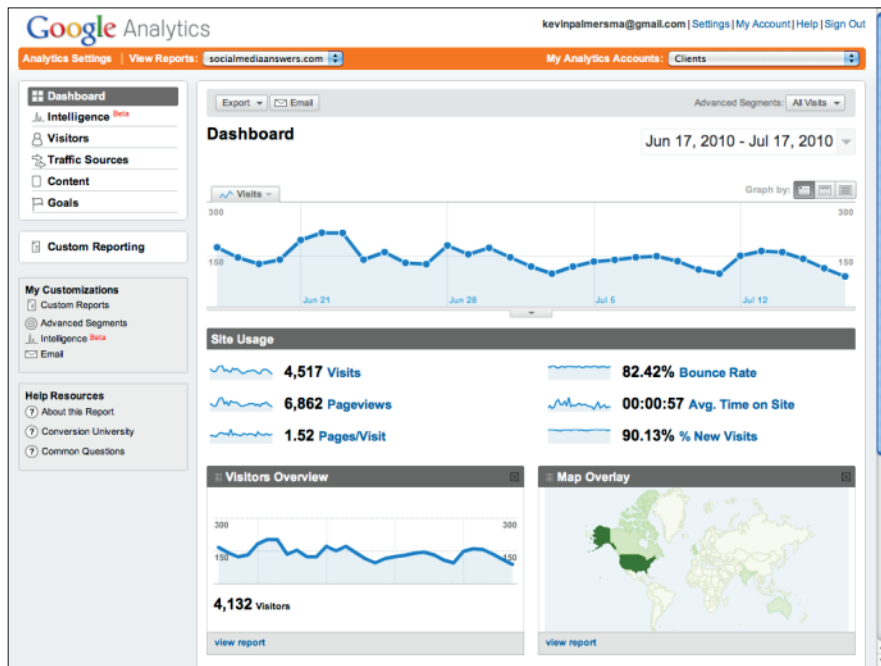 Google Analytics
kevinpalmersma@gmail.com | Settings | My Account | Help | Sign Out
Analytics Settings | View Reports: socialmediaanswers.com
My Analytics Accounts: Clients
Dashboard
Intelligence Beta
Visitors
Traffic Sources
Content
Goals
Custom Reporting
My Customizations
Custom Reports
Advanced Segments
Intelligence Beta
Email
Help Resources
About this Report
Conversion University
Common Questions
Export
Email
Advanced Segments: All Visits
Dashboard
Jun 17, 2010 - Jul 17, 2010
Visits
Graph by:
300 300
150 150
Jun 21 Jun 28 Jul 5 Jul 12
Site Usage
4,517 Visits
82.42% Bounce Rate
6,862 Pageviews
00:00:57 Avg. Time on Site
1.52 Pages/Visit
90.13% % New Visits
Visitors Overview
300 300
150 150
4,132 Visitors
view report
Map Overlay
view report